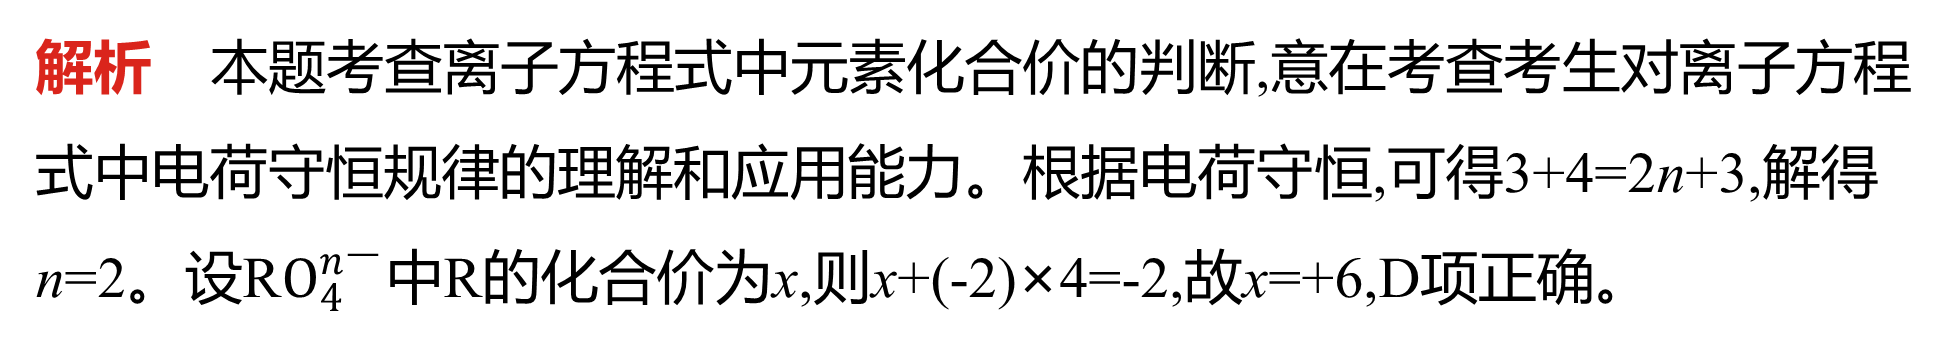 解析　本题考查离子方程式中元素化合价的判断,意在考查考生对离子方程
式中电荷守恒规律的理解和应用能力。根据电荷守恒,可得3+4=2n+3,解得
n=2。设RO₄ⁿ⁻中R的化合价为x,则x+(-2)×4=-2,故x=+6,D项正确。